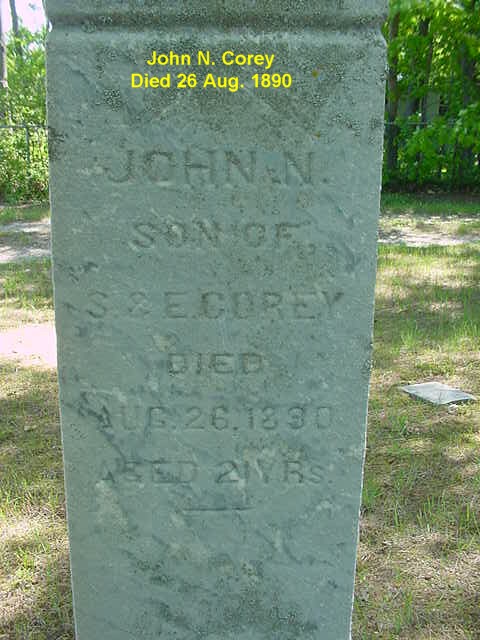 John N. Corey
Died 26 Aug. 1890
JOHN N.
SON OF
S. & E. COREY
DIED
AUG. 26, 1890
AGED 21 YRS.